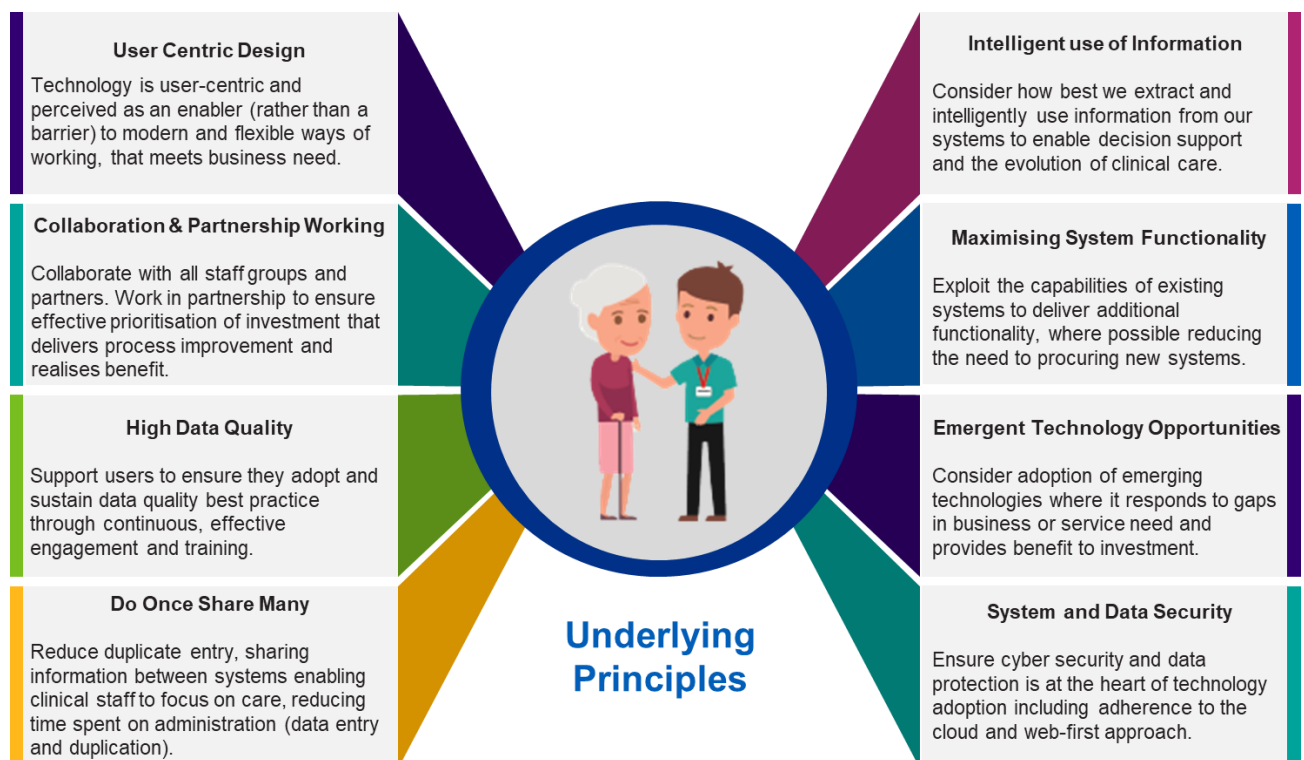 User Centric Design
Technology is user-centric and
perceived as an enabler (rather than a
barrier) to modern and flexible ways of
working, that meets business need.
Collaboration & Partnership Working
Collaborate with all staff groups and
partners. Work in partnership to ensure
effective prioritisation of investment that
delivers process improvement and
realises benefit.
High Data Quality
Support users to ensure they adopt and
sustain data quality best practice
through continuous, effective
engagement and training.
Do Once Share Many
Reduce duplicate entry, sharing
information between systems enabling
clinical staff to focus on care, reducing
time spent on administration (data entry
and duplication).
Underlying
Principles
Intelligent use of Information
Consider how best we extract and
intelligently use information from our
systems to enable decision support
and the evolution of clinical care.
Maximising System Functionality
Exploit the capabilities of existing
systems to deliver additional
functionality, where possible reducing
the need to procuring new systems.
Emergent Technology Opportunities
Consider adoption of emerging
technologies where it responds to gaps
in business or service need and
provides benefit to investment.
System and Data Security
Ensure cyber security and data
protection is at the heart of technology
adoption including adherence to the
cloud and web-first approach.